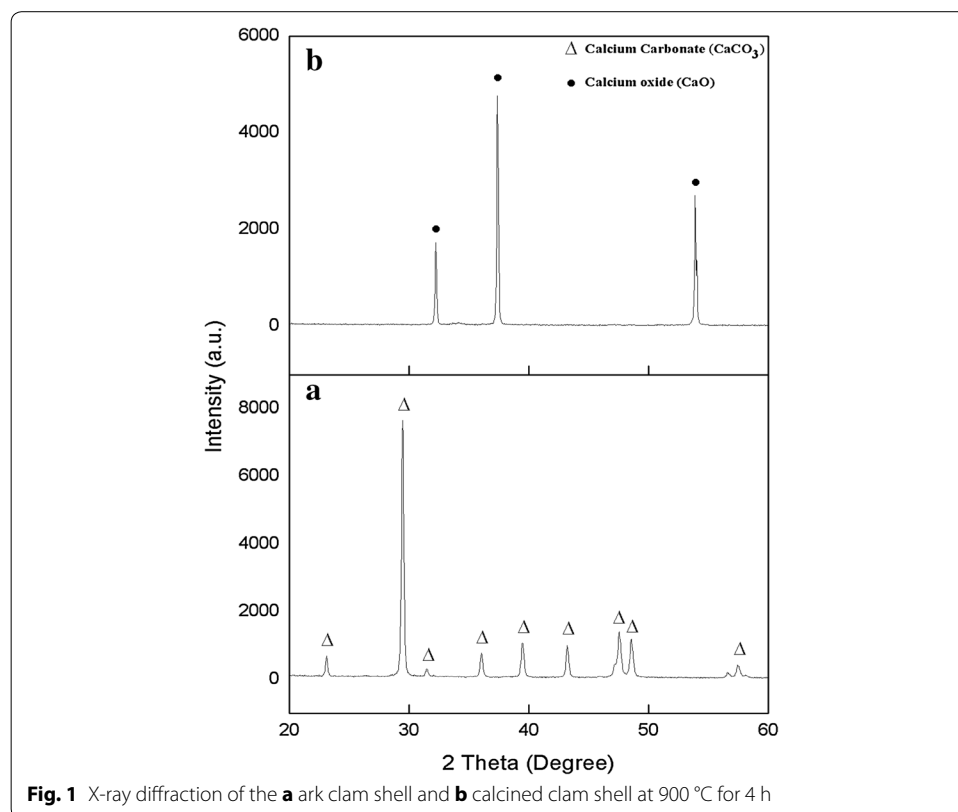 b
△ Calcium Carbonate (CaCO3)
● Calcium oxide (CaO)
6000
4000
2000
0
a
8000
6000
4000
2000
0
Intensity (a.u.)
20 30 40 50 60
2 Theta (Degree)
Fig. 1 X-ray diffraction of the a ark clam shell and b calcined clam shell at 900 °C for 4 h